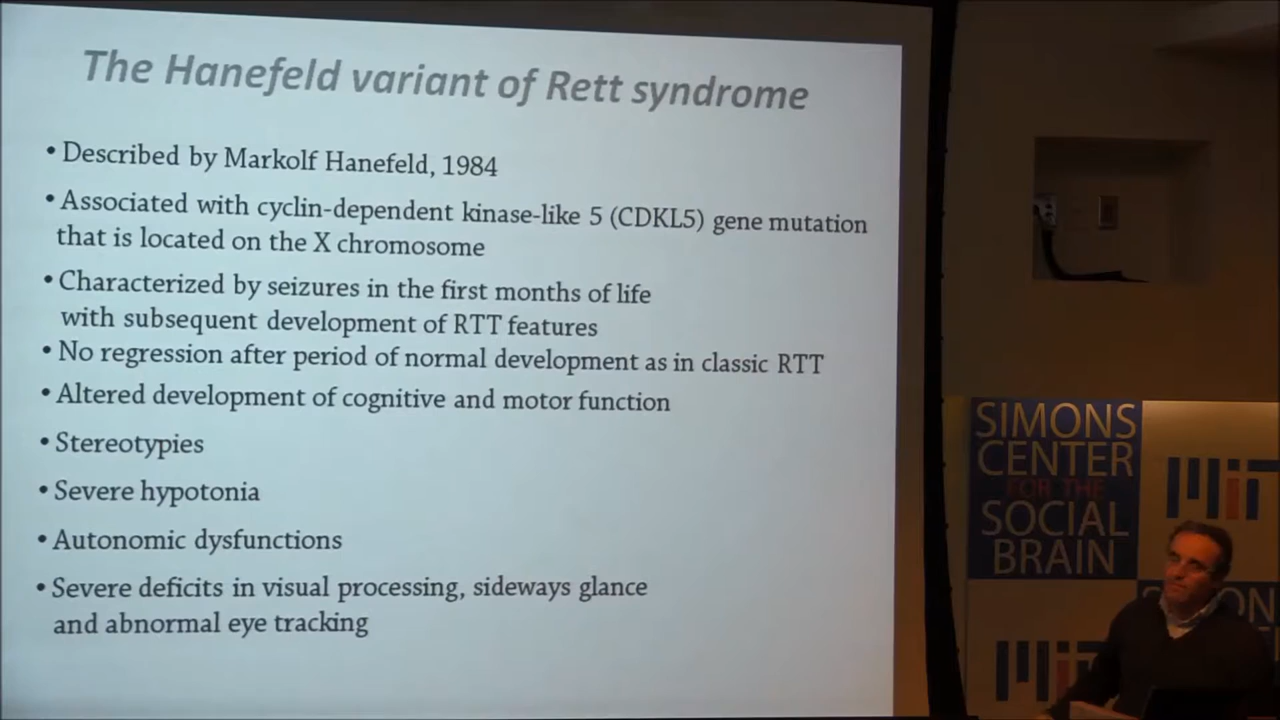 The Hanefeld variant of Rett syndrome
• Described by Markolf Hanefeld, 1984
• Associated with cyclin-dependent kinase-like 5 (CDKL5) gene mutation
that is located on the X chromosome
• Characterized by seizures in the first months of life
with subsequent development of RTT features
• No regression after period of normal development as in classic RTT
• Altered development of cognitive and motor function
• Stereotypies
• Severe hypotonia
• Autonomic dysfunctions
• Severe deficits in visual processing, sideways glance
and abnormal eye tracking
SIMONS
CENTER
FOR THE
SOCIAL
BRAIN
MIT
MIT